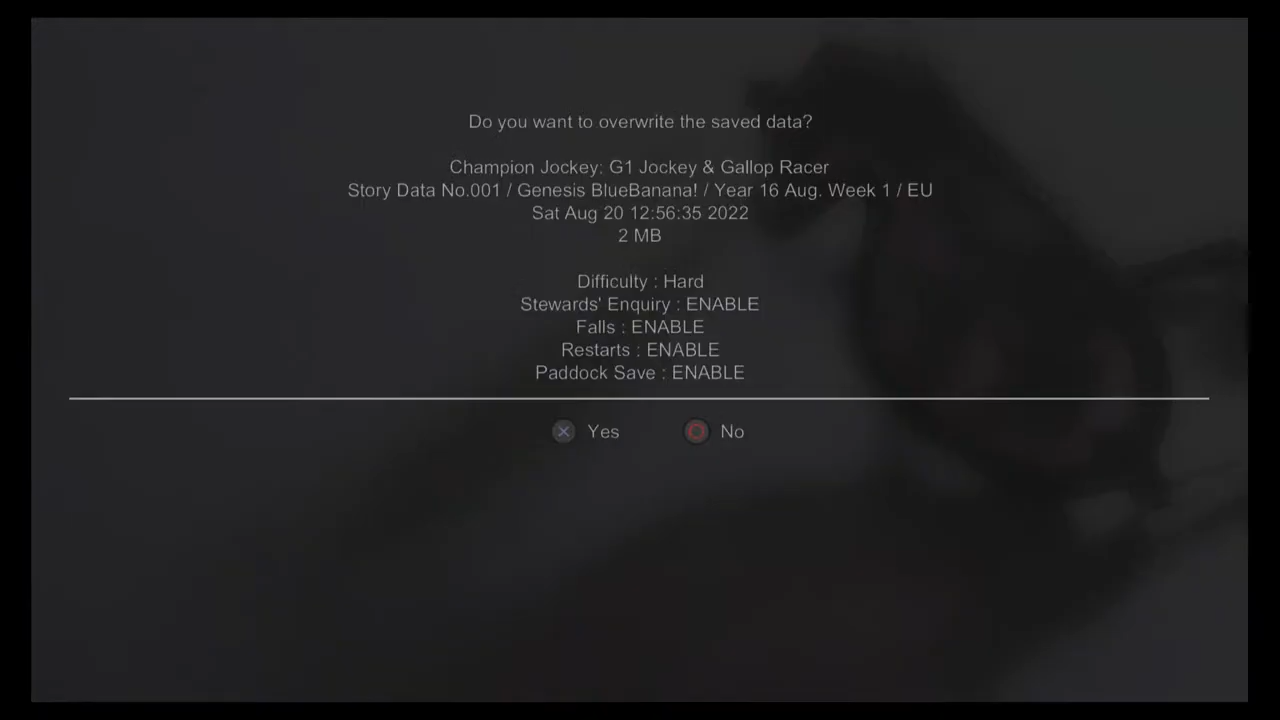 Do you want to overwrite the saved data?
Champion Jockey: G1 Jockey & Gallop Racer
Story Data No.001 / Genesis BlueBanana! / Year 16 Aug. Week 1 / EU
Sat Aug 20 12:56:35 2022
2 MB
Difficulty : Hard
Stewards' Enquiry : ENABLE
Falls : ENABLE
Restarts : ENABLE
Paddock Save : ENABLE
Yes No